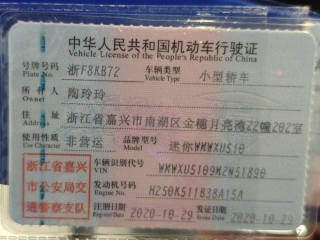 中华人民共和国机动车行驶证
Vehicle License of the People's Republic of China
号牌号码 Plate No. 浙F8KB72 车辆类型 Vehicle Type 小型轿车
所有人 Owner 陶玲玲
住址 Address 浙江省嘉兴市南湖区金穗月亮湾22幢202室
使用性质 Use Character 非营运 品牌型号 Model 迷你WMWXU510
浙江省嘉兴市公安局交通警察支队
车辆识别代号 VIN WMWXU5109M2N51890
发动机号码 Engine No. H250K511B38A15A
注册日期 Register Date 2020-10-29 发证日期 Issue Date 2020-10-29